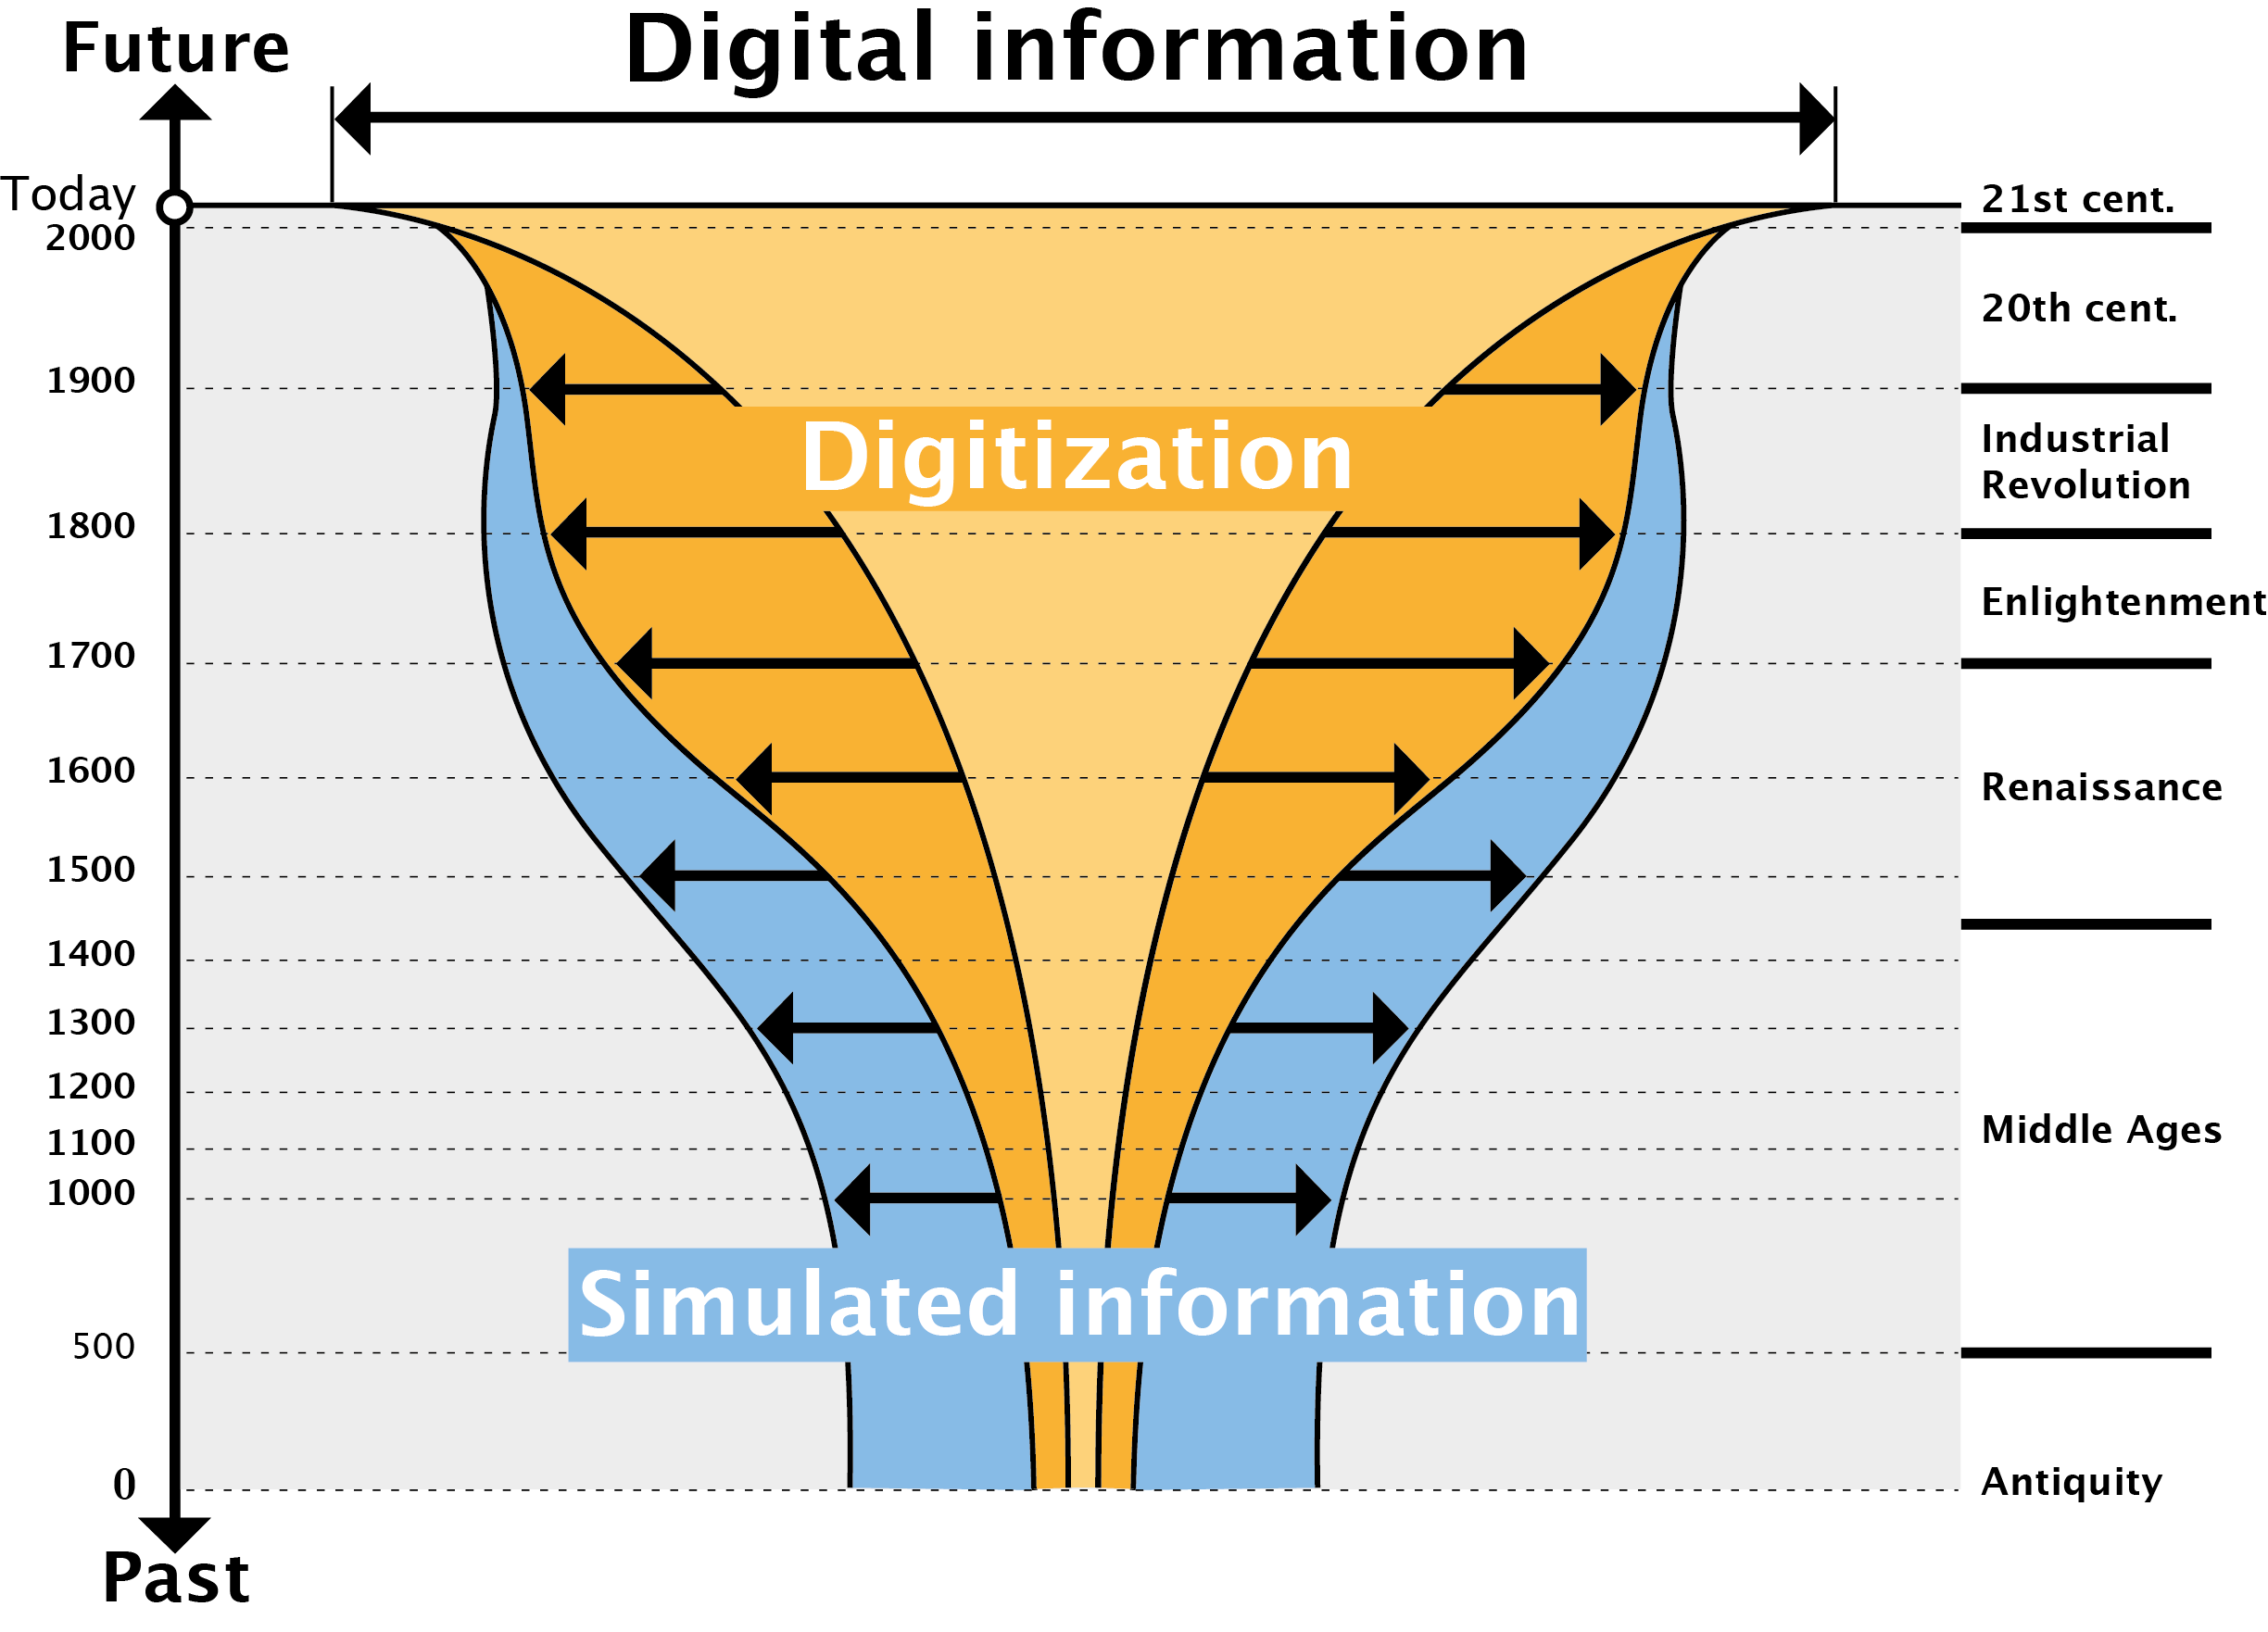 Digital information
Future
Today
21st cent.
2000
20th cent.
1900
Digitization
Industrial
Revolution
1800
Enlightenment
1700
1600
Renaissance
1500
1400
1300
1200
1100
Middle Ages
1000
Simulated information
500
0
Antiquity
Past